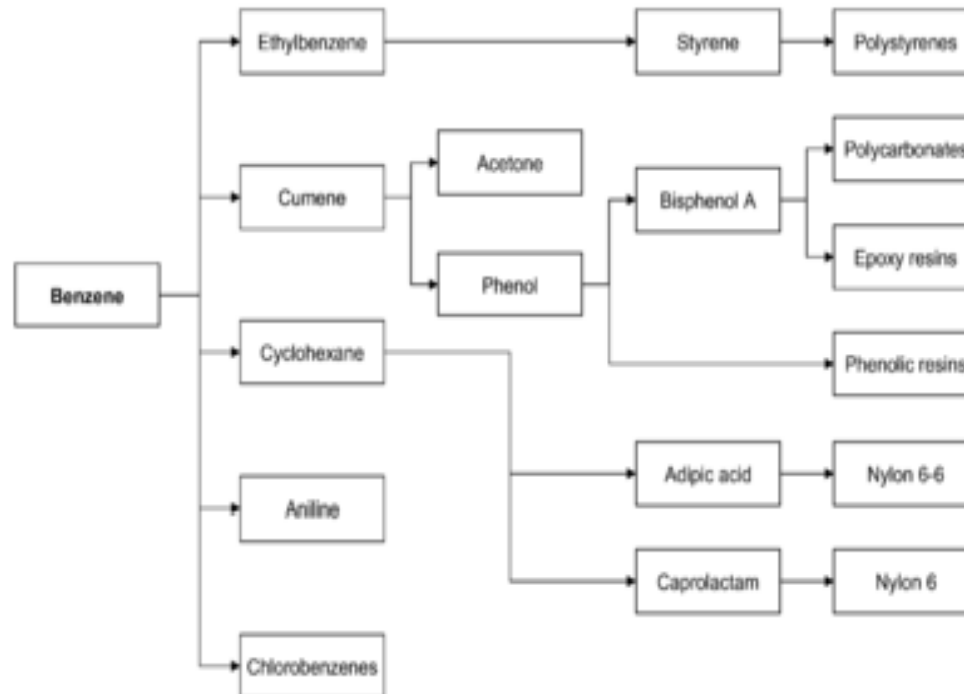 Ethylbenzene
Styrene
Polystyrenes
Polycarbonates
Acetone
Cumene
Bisphenol A
Epoxy resins
Phenol
Benzene
Cyclohexane
Phenolic resins
Adipic acid
Nylon 6-6
Aniline
Caprolactam
Nylon 6
Chlorobenzenes